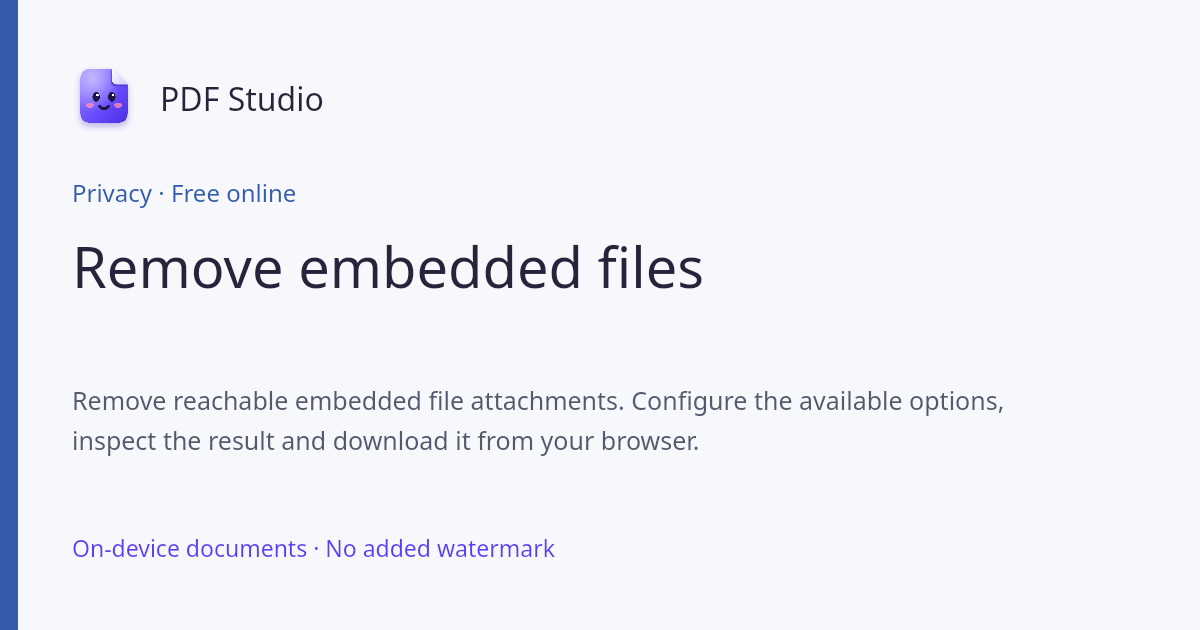 PDF Studio
Privacy · Free online
Remove embedded files
Remove reachable embedded file attachments. Configure the available options,
inspect the result and download it from your browser.
On-device documents · No added watermark